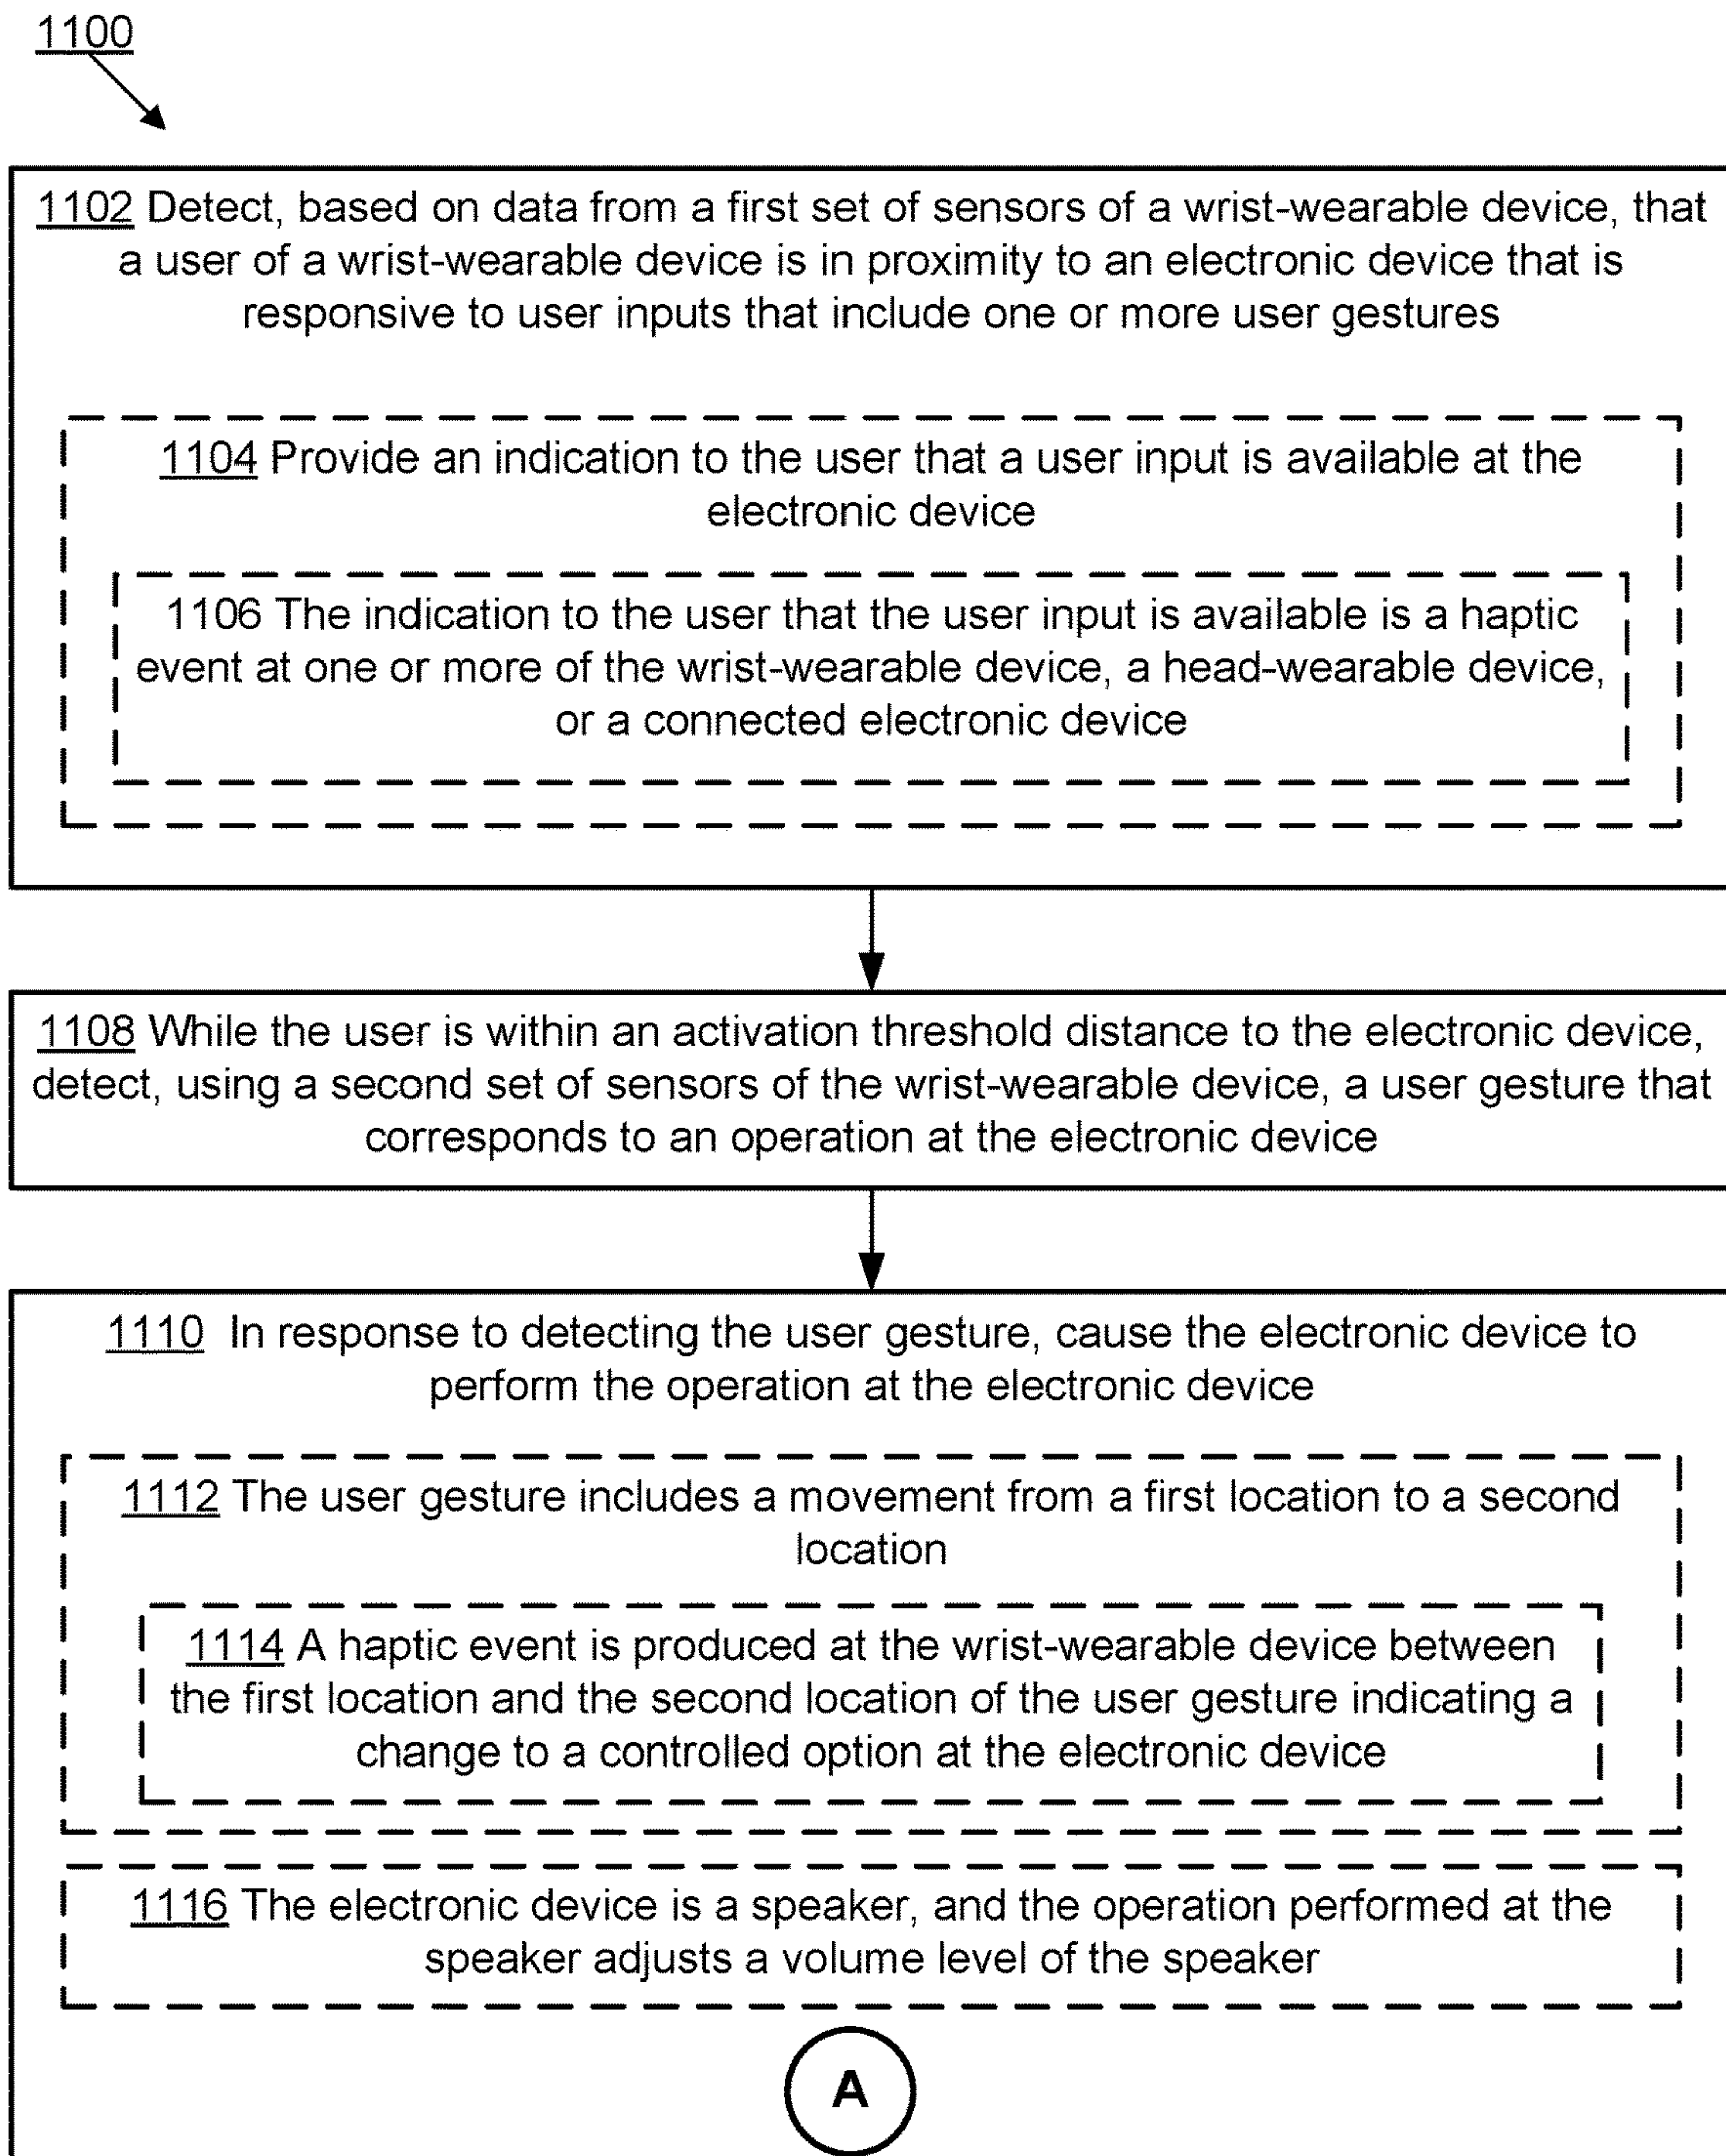 1100
1102 Detect, based on data from a first set of sensors of a wrist-wearable device, that
a user of a wrist-wearable device is in proximity to an electronic device that is
responsive to user inputs that include one or more user gestures
1104 Provide an indication to the user that a user input is available at the
electronic device
1106 The indication to the user that the user input is available is a haptic
event at one or more of the wrist-wearable device, a head-wearable device,
or a connected electronic device
1108 While the user is within an activation threshold distance to the electronic device,
detect, using a second set of sensors of the wrist-wearable device, a user gesture that
corresponds to an operation at the electronic device
1110 In response to detecting the user gesture, cause the electronic device to
perform the operation at the electronic device
1112 The user gesture includes a movement from a first location to a second
location
1114 A haptic event is produced at the wrist-wearable device between
the first location and the second location of the user gesture indicating a
change to a controlled option at the electronic device
1116 The electronic device is a speaker, and the operation performed at the
speaker adjusts a volume level of the speaker
A